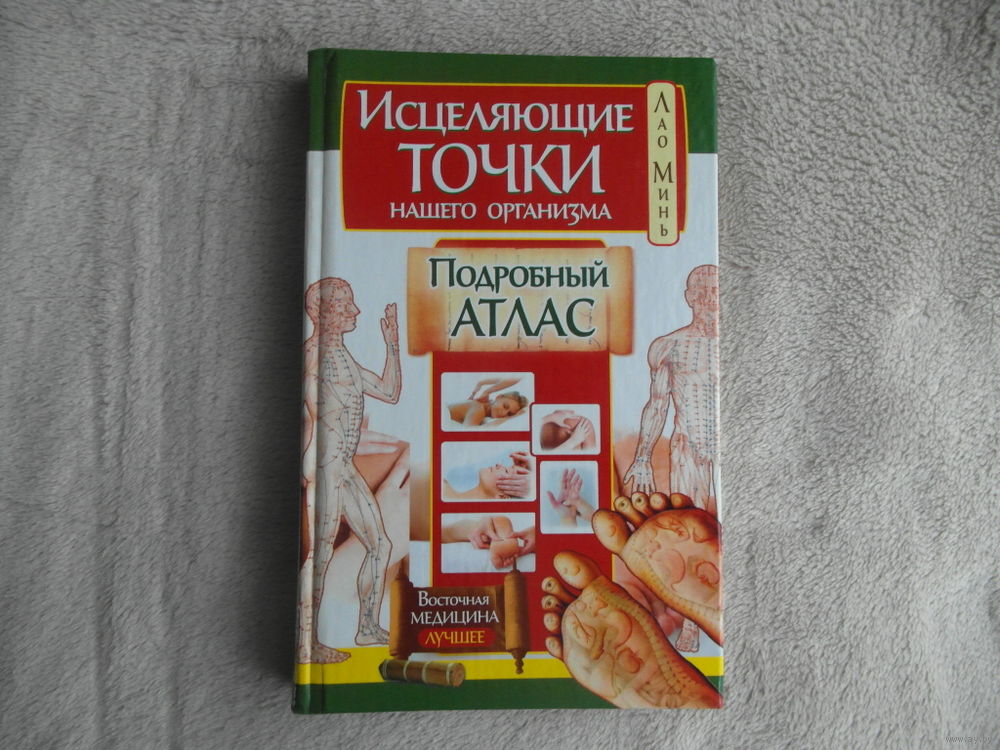 Исцеляющие
точки
нашего организма
Лао Минь
Подробный
атлас
Восточная
медицина
лучшее